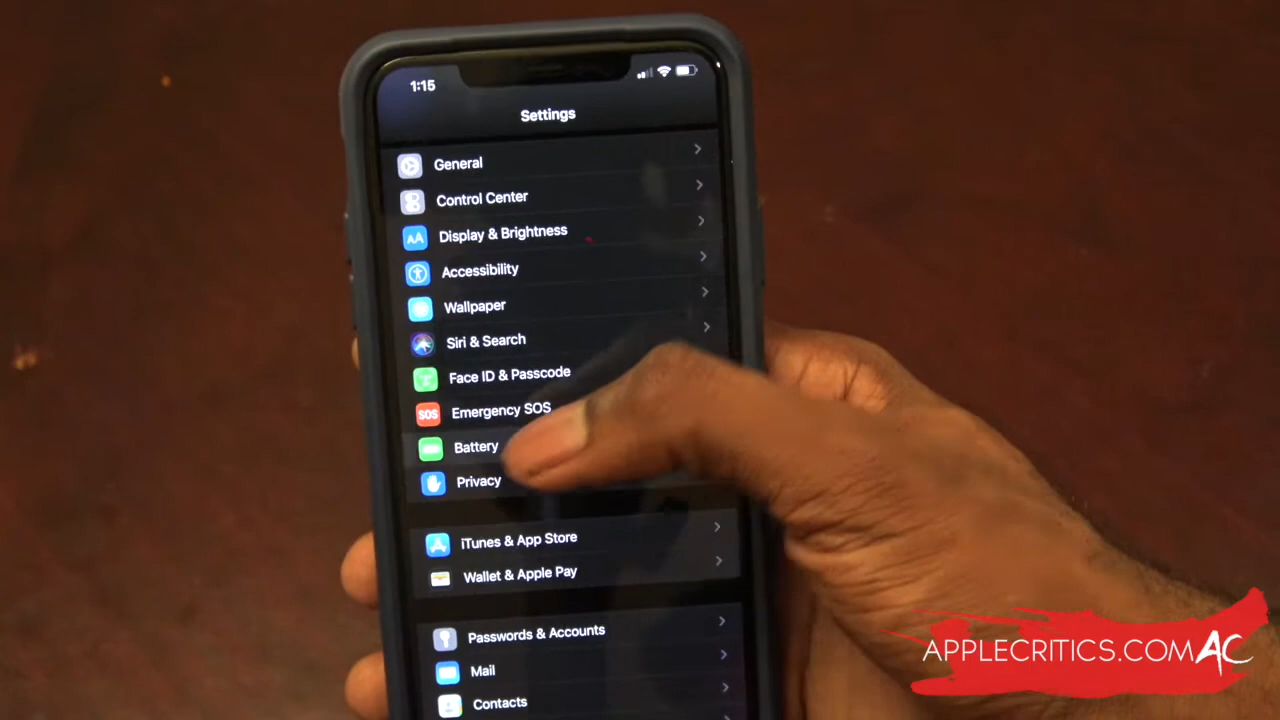 1:15
Settings
General
Control Center
AA Display & Brightness
Accessibility
Wallpaper
Siri & Search
Face ID & Passcode
SOS Emergency SOS
Battery
Privacy
iTunes & App Store
Wallet & Apple Pay
Passwords & Accounts
Mail
Contacts
APPLECRITICS.COM AC